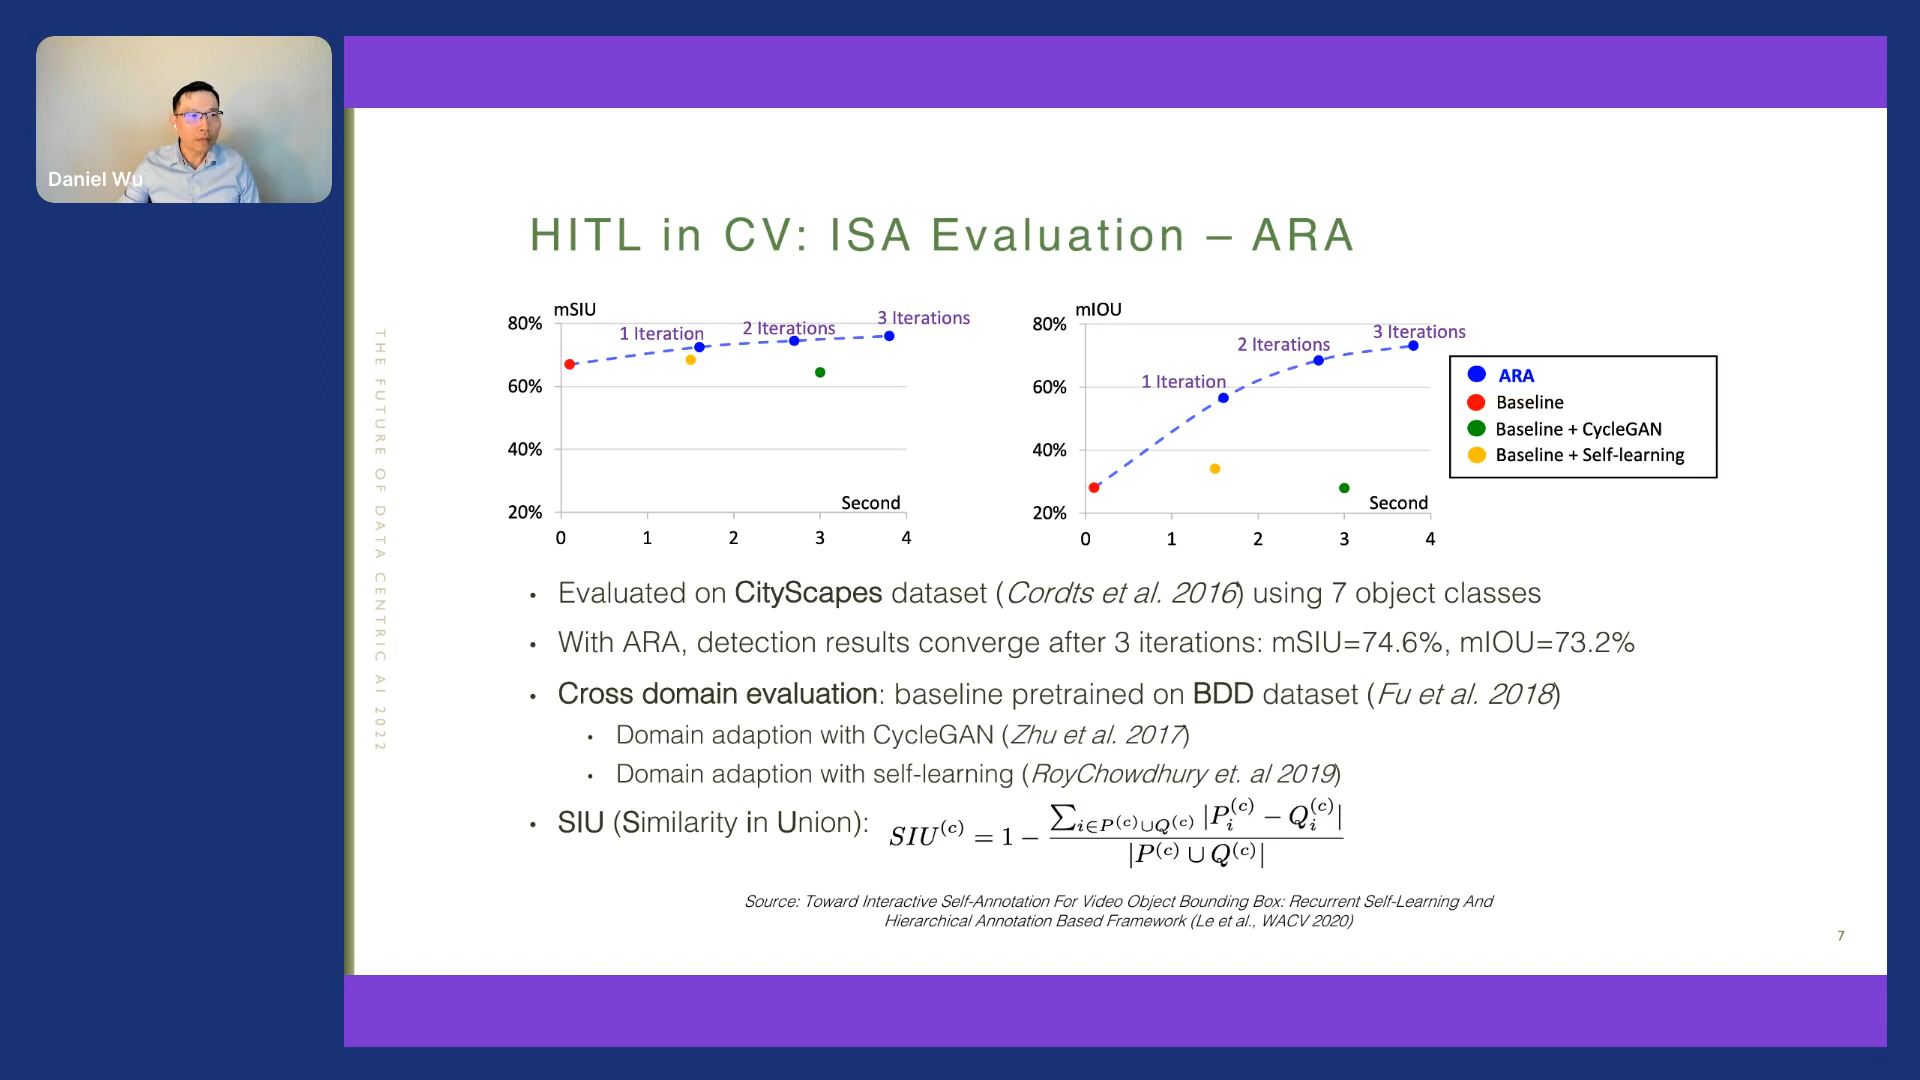 Daniel Wu
THE FUTURE OF DATA CENTRIC AI 2022
HITL in CV: ISA Evaluation – ARA
mSIU
80%
60%
40%
20%
1 Iteration
2 Iterations
3 Iterations
Second
0 1 2 3 4
mIOU
80%
60%
40%
20%
1 Iteration
2 Iterations
3 Iterations
Second
0 1 2 3 4
ARA
Baseline
Baseline + CycleGAN
Baseline + Self-learning
• Evaluated on CityScapes dataset (Cordts et al. 2016) using 7 object classes
• With ARA, detection results converge after 3 iterations: mSIU=74.6%, mIOU=73.2%
• Cross domain evaluation: baseline pretrained on BDD dataset (Fu et al. 2018)
• Domain adaption with CycleGAN (Zhu et al. 2017)
• Domain adaption with self-learning (RoyChowdhury et. al 2019)
• SIU (Similarity in Union): $SIU^{(c)} = 1 - \frac{\sum_{i \in P^{(c)} \cup Q^{(c)}} |P_i^{(c)} - Q_i^{(c)}|}{|P^{(c)} \cup Q^{(c)}|}$
Source: Toward Interactive Self-Annotation For Video Object Bounding Box: Recurrent Self-Learning And
Hierarchical Annotation Based Framework (Le et al., WACV 2020)
7